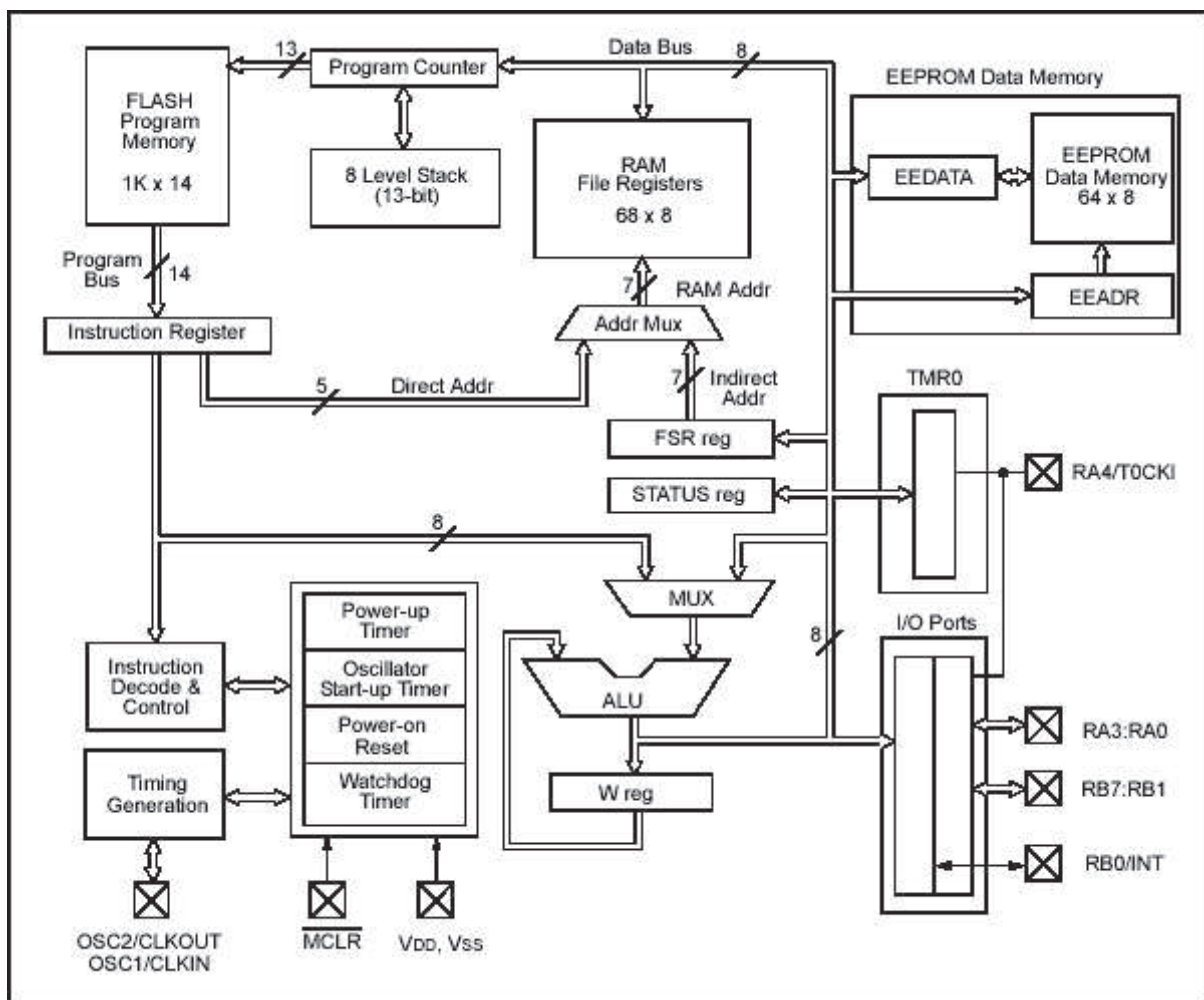 13
Program Counter
Data Bus
8
EEPROM Data Memory
FLASH
Program
Memory
1K x 14
8 Level Stack
(13-bit)
RAM
File Registers
68 x 8
EEDATA
EEPROM
Data Memory
64 x 8
Program
Bus
14
7
RAM Addr
EEADR
Instruction Register
Addr Mux
5
Direct Addr
7
Indirect
Addr
TMR0
FSR reg
STATUS reg
RA4/T0CKI
8
MUX
Power-up
Timer
8
I/O Ports
Instruction
Decode &
Control
Oscillator
Start-up Timer
ALU
Power-on
Reset
RA3:RA0
Timing
Generation
Watchdog
Timer
W reg
RB7:RB1
RB0/INT
OSC2/CLKOUT
OSC1/CLKIN
MCLR
VDD, VSS